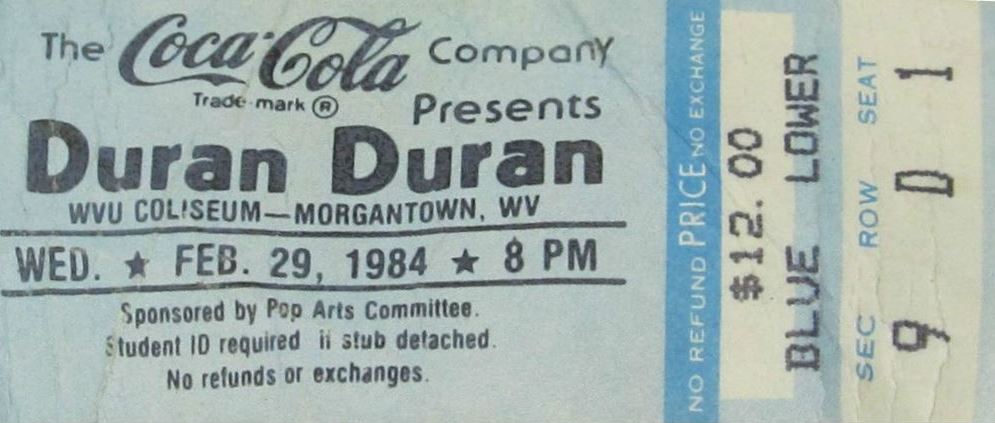 The Coca-Cola Company
Trade-mark ®
Presents
Duran Duran
WVU COLISEUM—MORGANTOWN, WV
WED. ★ FEB. 29, 1984 ★ 8 PM
Sponsored by Pop Arts Committee.
Student ID required if stub detached.
No refunds or exchanges.
NO REFUND PRICE NO EXCHANGE
$12.00
BLUE LOWER
SEC ROW SEAT
9 D 1